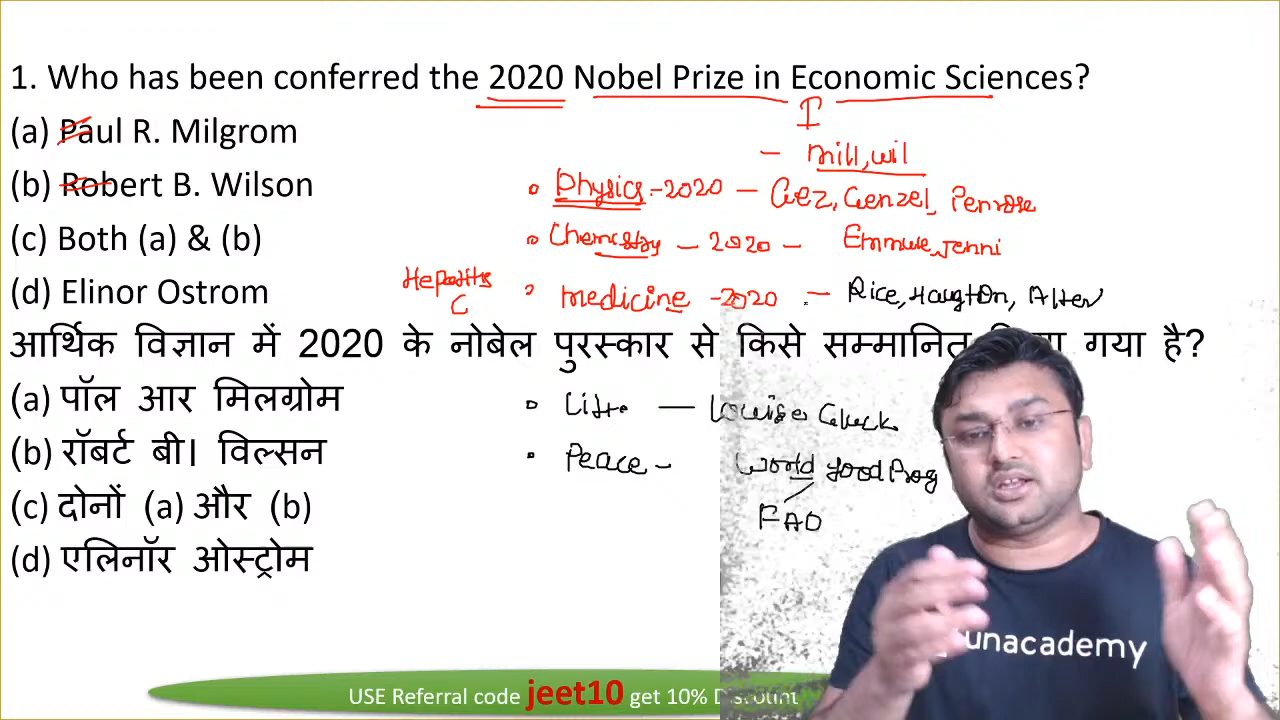 1. Who has been conferred the 2020 Nobel Prize in Economic Sciences?
(a) Paul R. Milgrom
(b) Robert B. Wilson
(c) Both (a) & (b)
(d) Elinor Ostrom
- mill, wil
• Physics - 2020 - Gez, Genzel, Penrose
• Chemistry - 2020 - Emmue, Jenni
Hepatitis C
• medicine - 2020 - Rice, Haugton, Alter
आर्थिक विज्ञान में 2020 के नोबेल पुरस्कार से किसे सम्मानित गया है?
(a) पॉल आर मिलग्रोम
(b) रॉबर्ट बी। विल्सन
(c) दोनों (a) और (b)
(d) एलिनॉर ओस्ट्रोम
• Litt. - Louise Gluck
• Peace - World food Prog
FAO
unacademy
USE Referral code jeet10 get 10% Discount